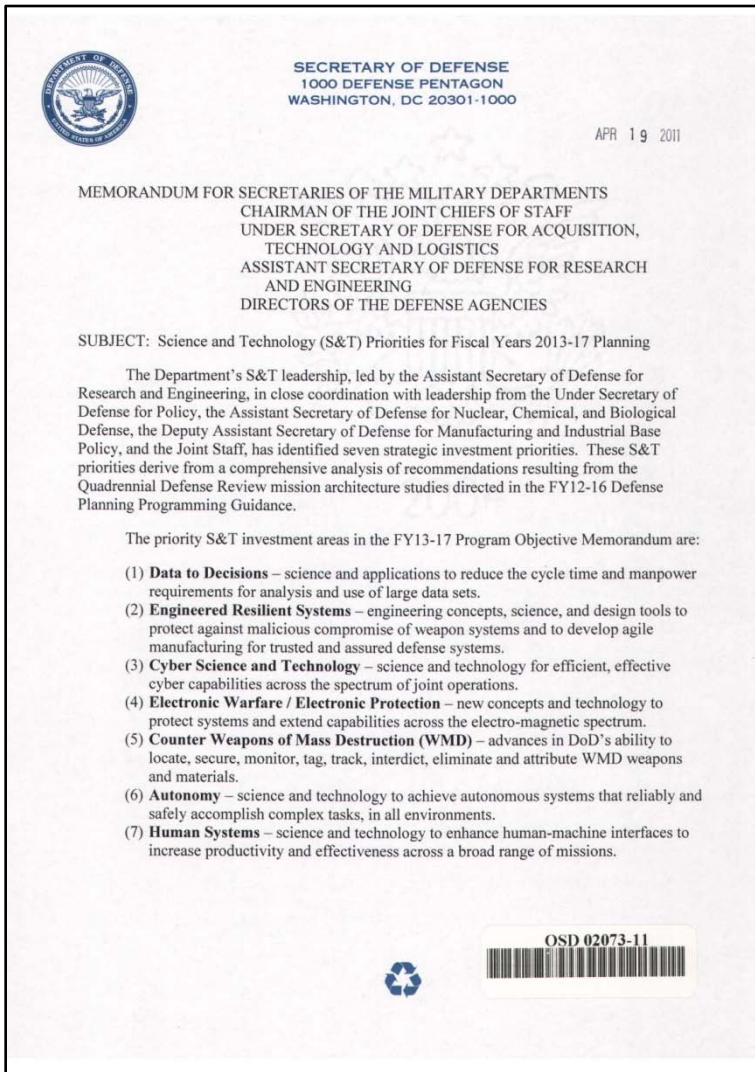 DEPARTMENT OF DEFENSE
UNITED STATES OF AMERICA
SECRETARY OF DEFENSE
1000 DEFENSE PENTAGON
WASHINGTON, DC 20301-1000
APR 19 2011
MEMORANDUM FOR SECRETARIES OF THE MILITARY DEPARTMENTS
CHAIRMAN OF THE JOINT CHIEFS OF STAFF
UNDER SECRETARY OF DEFENSE FOR ACQUISITION,
TECHNOLOGY AND LOGISTICS
ASSISTANT SECRETARY OF DEFENSE FOR RESEARCH
AND ENGINEERING
DIRECTORS OF THE DEFENSE AGENCIES
SUBJECT: Science and Technology (S&T) Priorities for Fiscal Years 2013-17 Planning
The Department's S&T leadership, led by the Assistant Secretary of Defense for
Research and Engineering, in close coordination with leadership from the Under Secretary of
Defense for Policy, the Assistant Secretary of Defense for Nuclear, Chemical, and Biological
Defense, the Deputy Assistant Secretary of Defense for Manufacturing and Industrial Base
Policy, and the Joint Staff, has identified seven strategic investment priorities. These S&T
priorities derive from a comprehensive analysis of recommendations resulting from the
Quadrennial Defense Review mission architecture studies directed in the FY12-16 Defense
Planning Programming Guidance.
The priority S&T investment areas in the FY13-17 Program Objective Memorandum are:
(1) Data to Decisions – science and applications to reduce the cycle time and manpower
requirements for analysis and use of large data sets.
(2) Engineered Resilient Systems – engineering concepts, science, and design tools to
protect against malicious compromise of weapon systems and to develop agile
manufacturing for trusted and assured defense systems.
(3) Cyber Science and Technology – science and technology for efficient, effective
cyber capabilities across the spectrum of joint operations.
(4) Electronic Warfare / Electronic Protection – new concepts and technology to
protect systems and extend capabilities across the electro-magnetic spectrum.
(5) Counter Weapons of Mass Destruction (WMD) – advances in DoD's ability to
locate, secure, monitor, tag, track, interdict, eliminate and attribute WMD weapons
and materials.
(6) Autonomy – science and technology to achieve autonomous systems that reliably and
safely accomplish complex tasks, in all environments.
(7) Human Systems – science and technology to enhance human-machine interfaces to
increase productivity and effectiveness across a broad range of missions.
OSD 02073-11